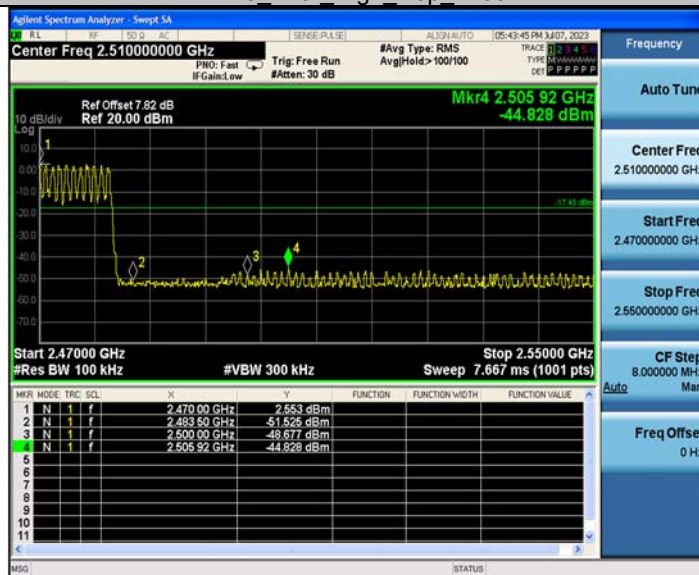 Agilent Spectrum Analyzer - Swept SA
RL RF 50 Ω AC SENSE:PULSE ALIGN AUTO 05:43:45 PM Jul 07, 2023
Center Freq 2.510000000 GHz
PNO: Fast
IFGain:Low
Trig: Free Run
#Atten: 30 dB
#Avg Type: RMS
Avg|Hold:>100/100
TRACE 1 2 3 4 5 6
TYPE M
DET P P P P P
Frequency
Auto Tune
Center Freq
2.510000000 GHz
Start Freq
2.470000000 GHz
Stop Freq
2.550000000 GHz
CF Step
8.000000 MHz
Auto Man
Freq Offset
0 Hz
Mkr4 2.505 92 GHz
-44.828 dBm
Ref Offset 7.82 dB
10 dB/div Ref 20.00 dBm
Log
10.0
0.00
-10.0
-20.0
-30.0
-40.0
-50.0
-60.0
-70.0
1
2
3
4
-17.45 dBm
Start 2.47000 GHz Stop 2.55000 GHz
#Res BW 100 kHz #VBW 300 kHz Sweep 7.667 ms (1001 pts)
MKR MODE TRC SCL X Y FUNCTION FUNCTION WIDTH FUNCTION VALUE
1 N 1 f 2.470 00 GHz 2.553 dBm
2 N 1 f 2.483 50 GHz -51.525 dBm
3 N 1 f 2.500 00 GHz -48.677 dBm
4 N 1 f 2.505 92 GHz -44.828 dBm
5
6
7
8
9
10
11
MSG STATUS